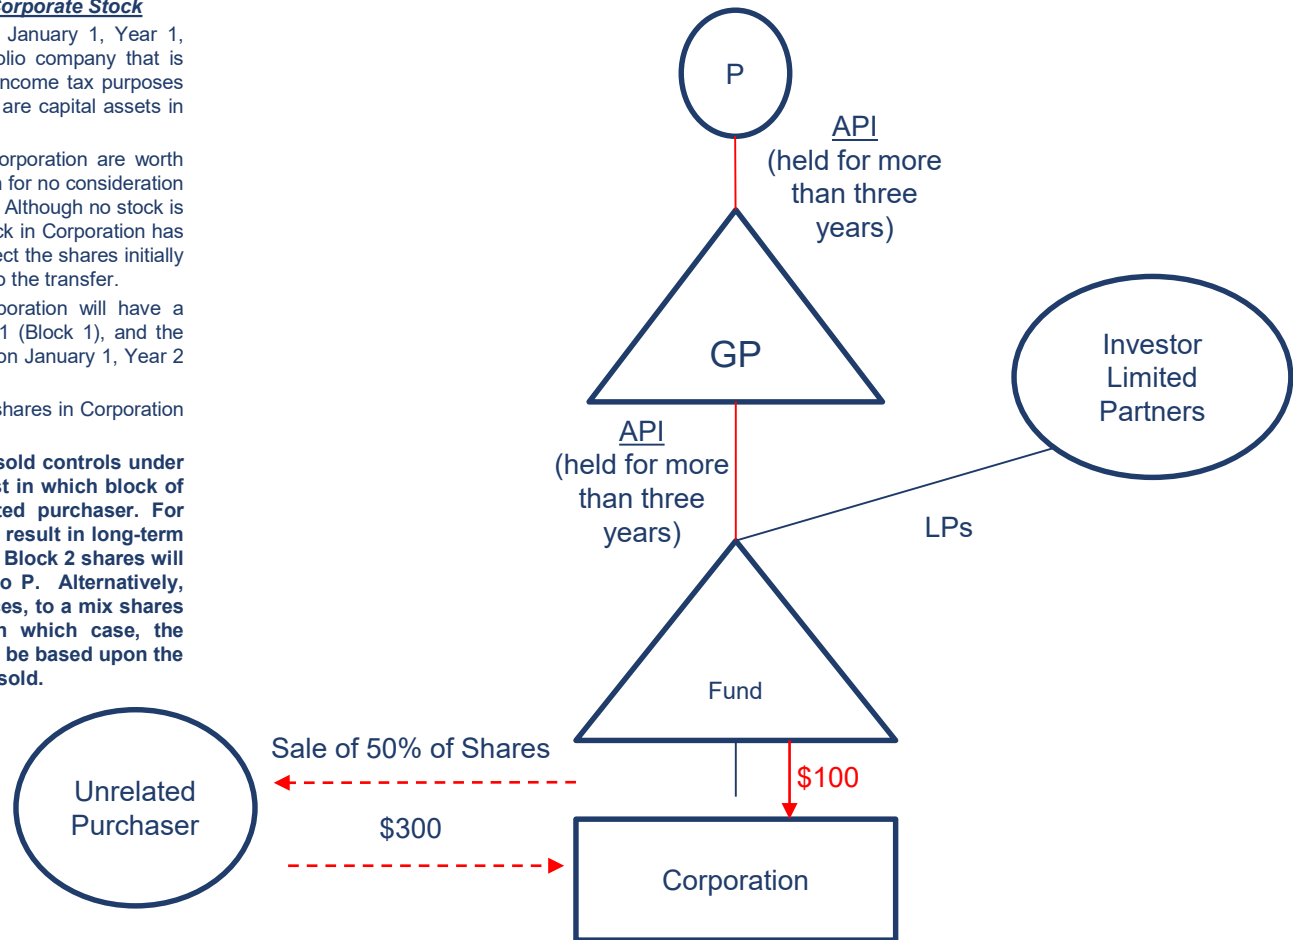 Corporate Stock
January 1, Year 1,
folio company that is
income tax purposes
are capital assets in
orporation are worth
for no consideration
Although no stock is
ck in Corporation has
ect the shares initially
o the transfer.
poration will have a
1 (Block 1), and the
on January 1, Year 2
shares in Corporation
sold controls under
st in which block of
ted purchaser. For
result in long-term
Block 2 shares will
o P. Alternatively,
es, to a mix shares
n which case, the
be based upon the
sold.
P
API
(held for more
than three
years)
GP
Investor
Limited
Partners
API
(held for more
than three
years)
LPs
Fund
Sale of 50% of Shares
$100
Unrelated
Purchaser
$300
Corporation